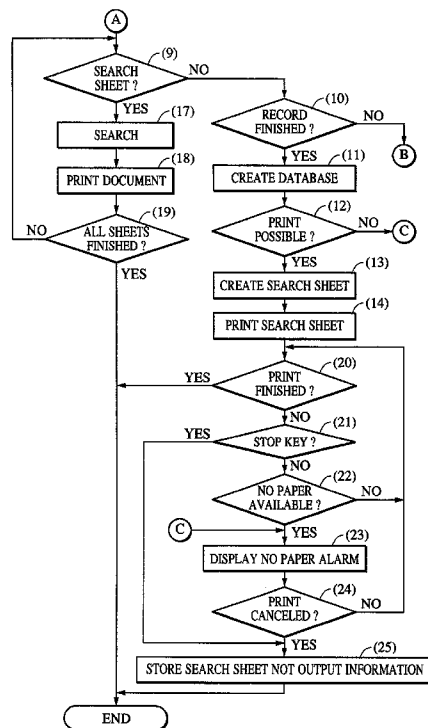 A
(9)
SEARCH
SHEET ?
NO
YES
(10)
RECORD
FINISHED ?
NO
B
YES
(17)
SEARCH
(11)
CREATE DATABASE
(18)
PRINT DOCUMENT
(12)
PRINT
POSSIBLE ?
NO
C
YES
(19)
ALL SHEETS
FINISHED ?
NO
YES
(13)
CREATE SEARCH SHEET
(14)
PRINT SEARCH SHEET
(20)
PRINT
FINISHED ?
YES
NO
(21)
STOP KEY ?
YES
NO
(22)
NO PAPER
AVAILABLE ?
NO
YES
C
(23)
DISPLAY NO PAPER ALARM
(24)
PRINT
CANCELED ?
NO
YES
(25)
STORE SEARCH SHEET NOT OUTPUT INFORMATION
END